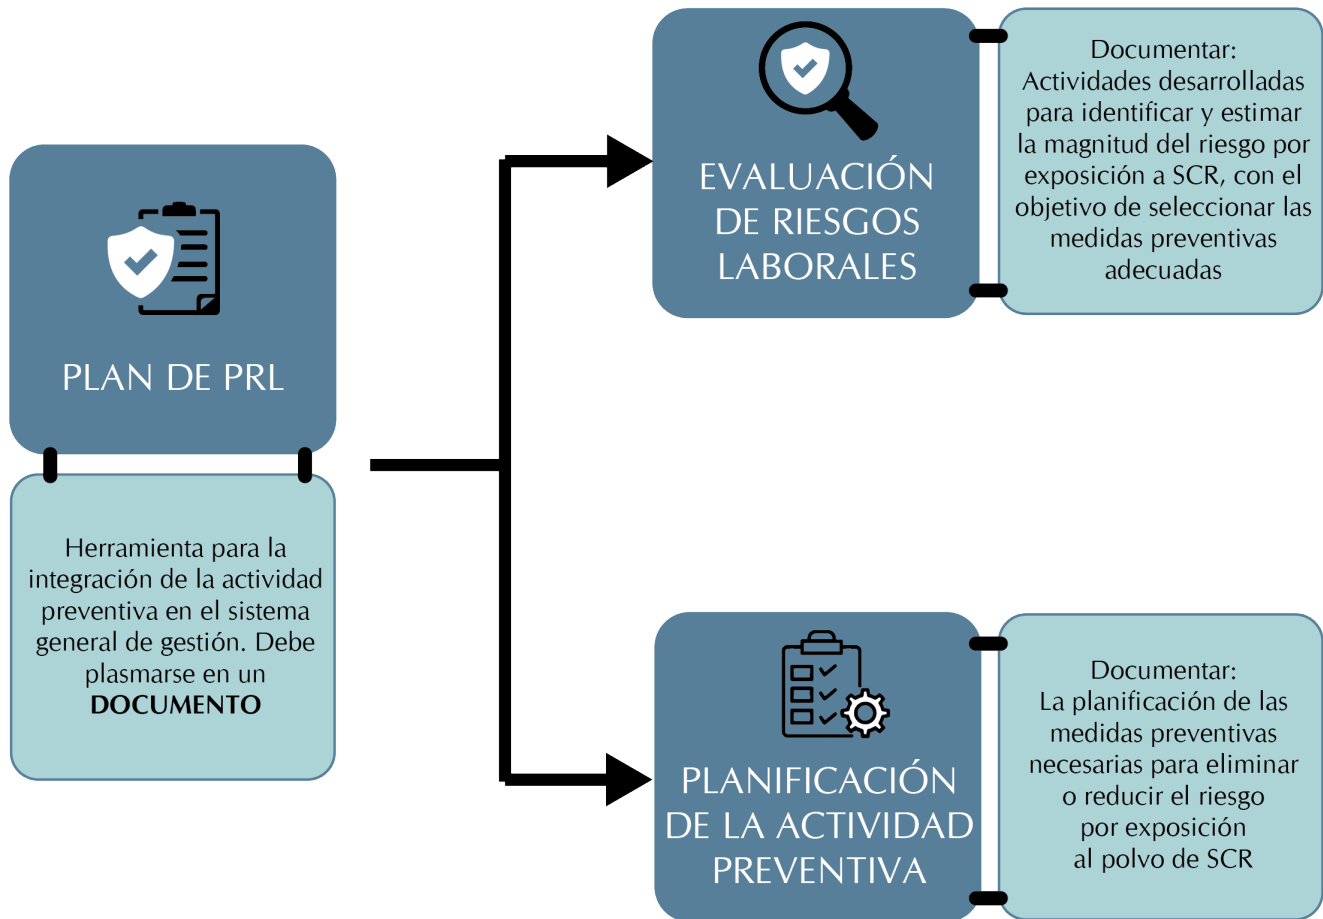 PLAN DE PRL
Herramienta para la
integración de la actividad
preventiva en el sistema
general de gestión. Debe
plasmarse en un
DOCUMENTO
EVALUACIÓN
DE RIESGOS
LABORALES
Documentar:
Actividades desarrolladas
para identificar y estimar
la magnitud del riesgo por
exposición a SCR, con el
objetivo de seleccionar las
medidas preventivas
adecuadas
PLANIFICACIÓN
DE LA ACTIVIDAD
PREVENTIVA
Documentar:
La planificación de las
medidas preventivas
necesarias para eliminar
o reducir el riesgo
por exposición
al polvo de SCR